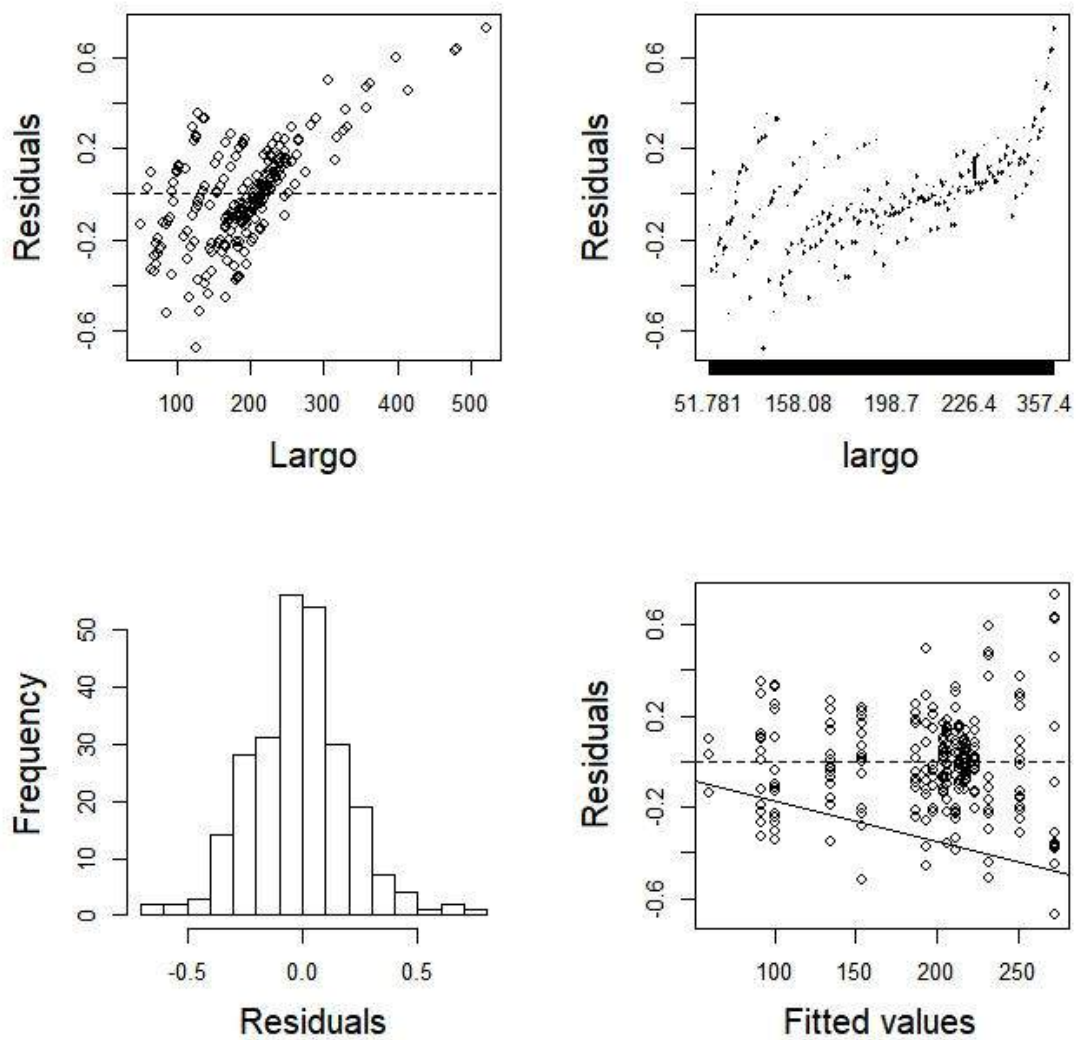 Residuals
0.6
0.2
-0.2
-0.6
100 200 300 400 500
Largo
Residuals
0.6
0.2
-0.2
-0.6
51.781 158.08 198.7 226.4 357.4
largo
Frequency
50
40
30
20
10
0
-0.5 0.0 0.5
Residuals
Residuals
0.6
0.2
-0.2
-0.6
100 150 200 250
Fitted values